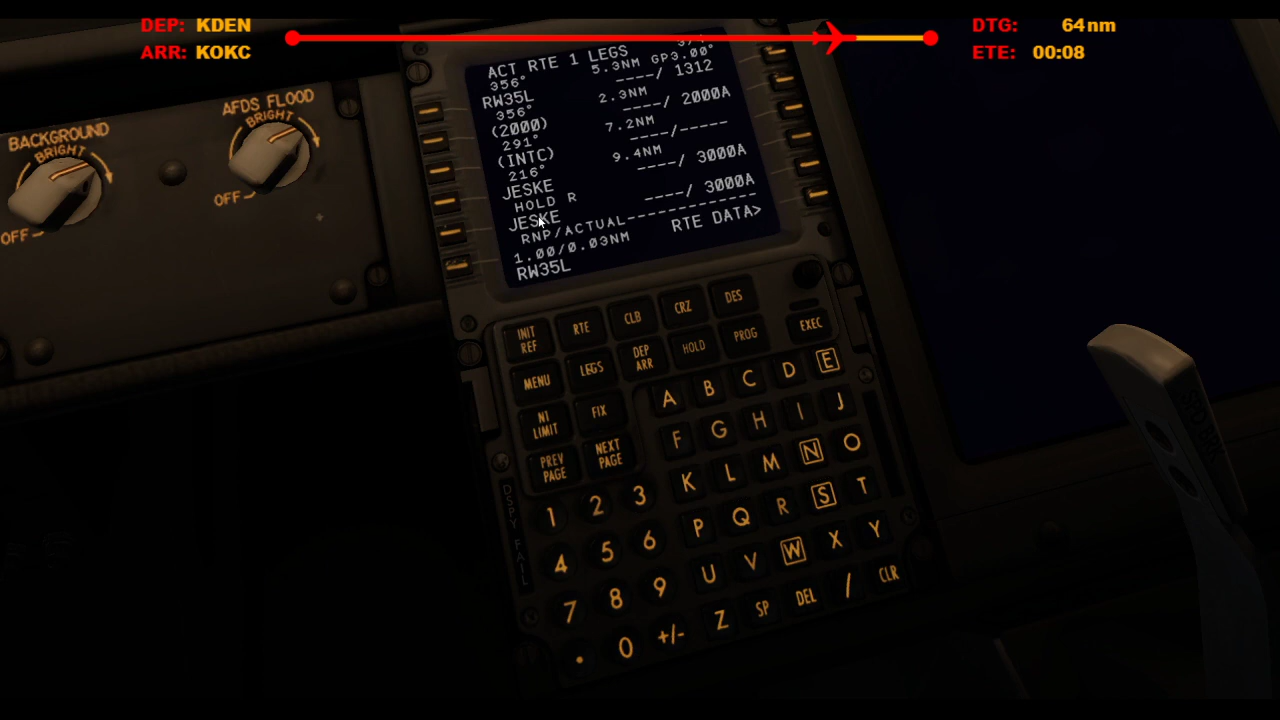 DEP: KDEN
ARR: KOKC
DTG: 64nm
ETE: 00:08
BACKGROUND
BRIGHT
OFF
AFDS FLOOD
BRIGHT
OFF
ACT RTE 1 LEGS
356° 5.3NM GP3.00°
RW35L ----/ 1312
356° 2.3NM
(2000) ----/ 2000A
291° 7.2NM
(INTC) ----/-----
216° 9.4NM
JESKE ----/ 3000A
HOLD R
JESKE ----/ 3000A
RNP/ACTUAL--------------
1.00/0.03NM RTE DATA>
RW35L
INIT REF RTE CLB CRZ DES
MENU LEGS DEP ARR HOLD PROG EXEC
N1 LIMIT FIX
PREV PAGE NEXT PAGE
A B C D E
F G H I J
K L M N O
P Q R S T
U V W X Y
Z SP DEL / CLR
1 2 3
4 5 6
7 8 9
. 0 +/-
DSPY FAIL